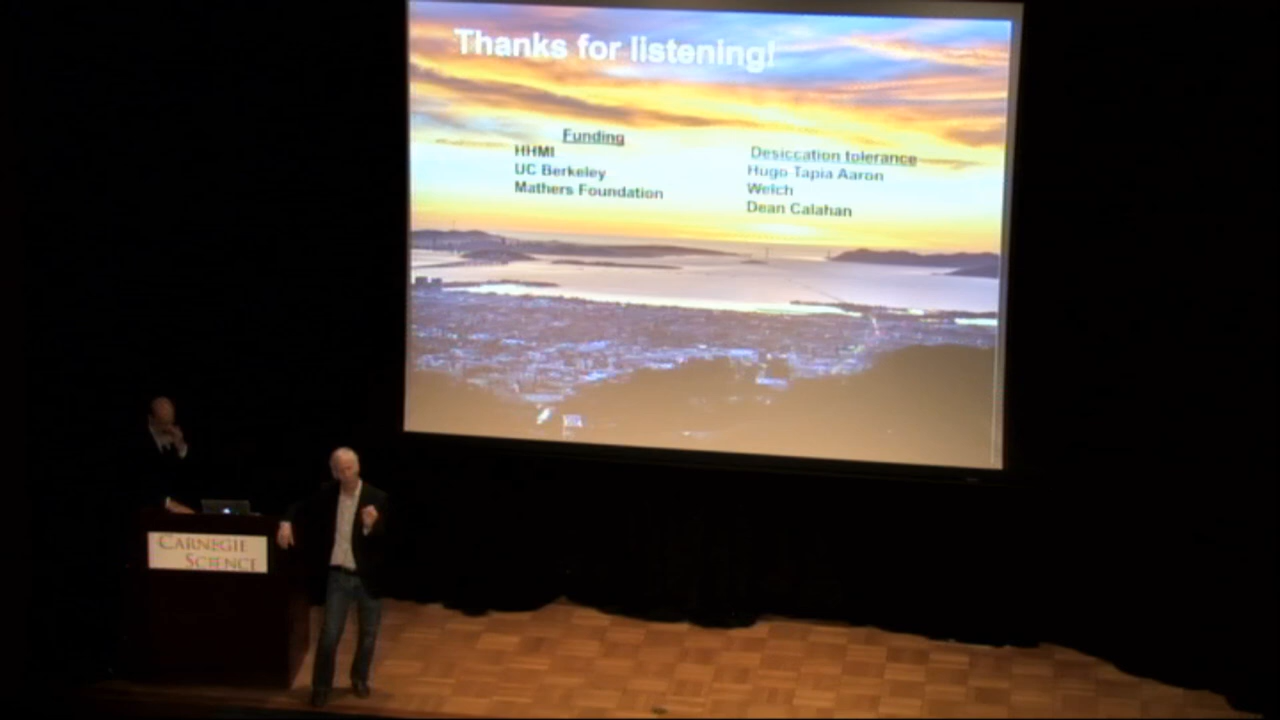 Thanks for listening!
Funding
HHMI
UC Berkeley
Mathers Foundation
Desiccation tolerance
Hugo Tapia Aaron
Welch
Dean Calahan
CARNEGIE
SCIENCE